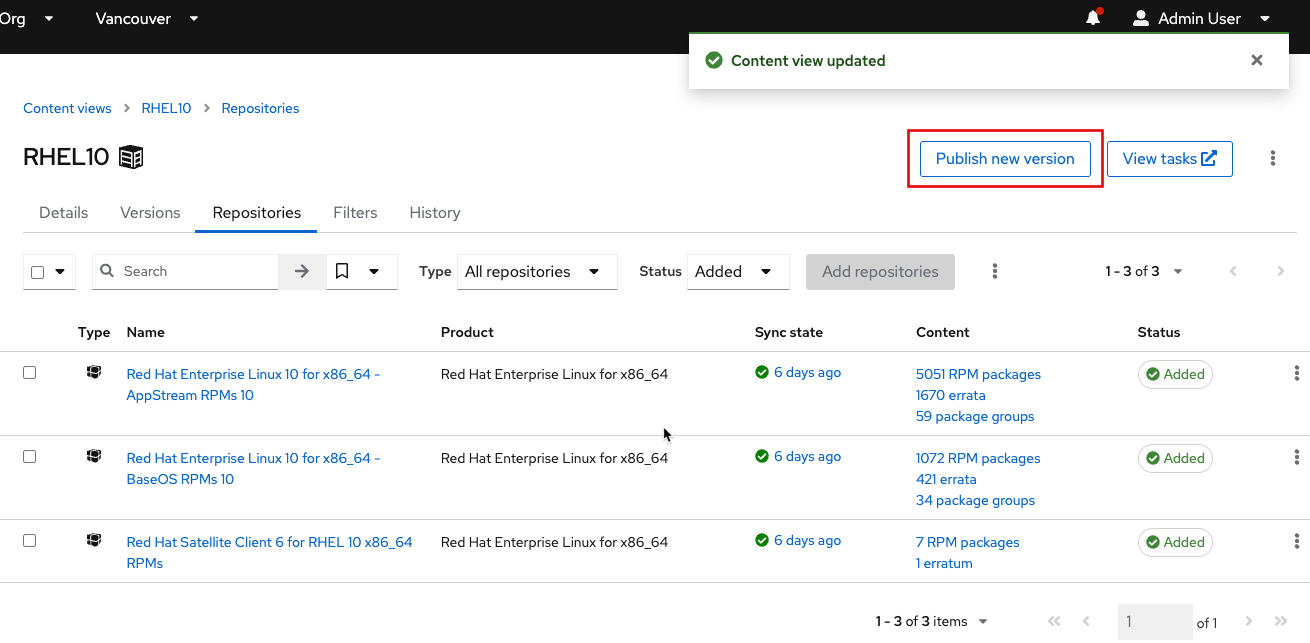 Org Vancouver Admin User
Content view updated
Content views > RHEL10 > Repositories
RHEL10 Publish new version View tasks
Details Versions Repositories Filters History
Search Type All repositories Status Added Add repositories 1 - 3 of 3
Type Name Product Sync state Content Status
Red Hat Enterprise Linux 10 for x86_64 - Red Hat Enterprise Linux for x86_64 6 days ago 5051 RPM packages Added
AppStream RPMs 10 1670 errata
59 package groups
Red Hat Enterprise Linux 10 for x86_64 - Red Hat Enterprise Linux for x86_64 6 days ago 1072 RPM packages Added
BaseOS RPMs 10 421 errata
34 package groups
Red Hat Satellite Client 6 for RHEL 10 x86_64 Red Hat Enterprise Linux for x86_64 6 days ago 7 RPM packages Added
RPMs 1 erratum
1 - 3 of 3 items 1 of 1